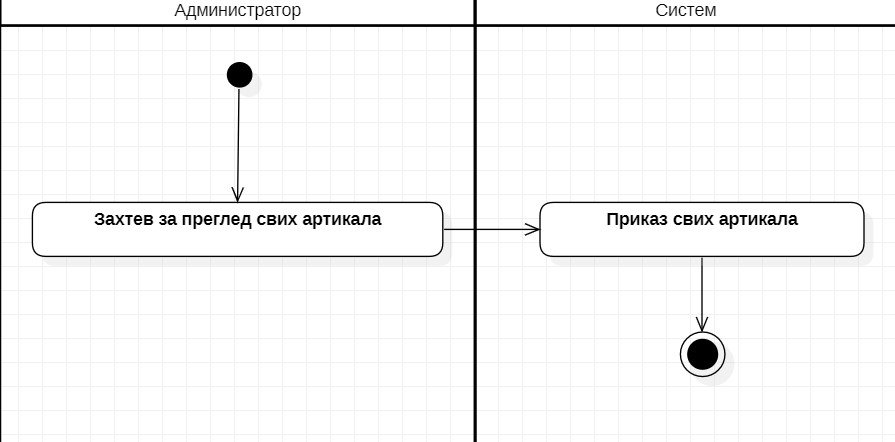 Администратор
Систем
Захтев за преглед свих артикала
Приказ свих артикала